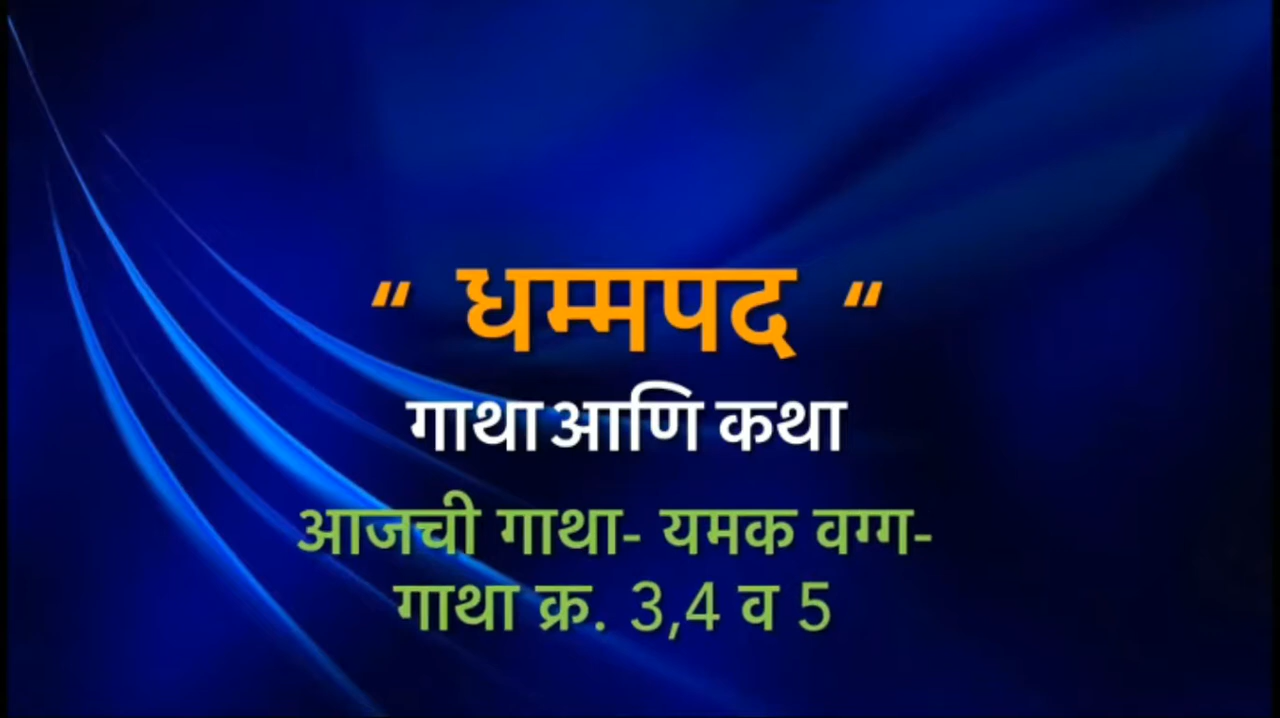 “ धम्मपद “
गाथा आणि कथा
आजची गाथा- यमक वग्ग-
गाथा क्र. 3,4 व 5